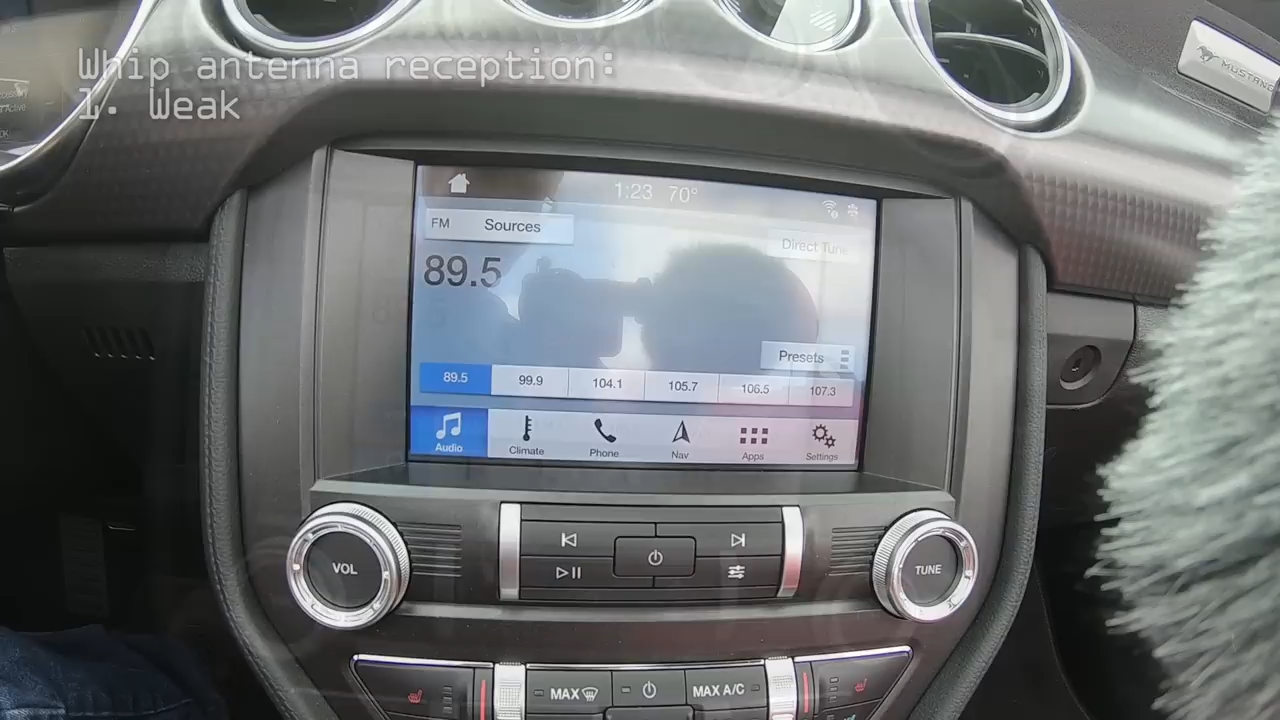 Whip antenna reception:
1. Weak
MUSTANG
1:23 70°
FM Sources
Direct Tune
89.5
Presets
89.5 99.9 104.1 105.7 106.5 107.3
Audio Climate Phone Nav Apps Settings
VOL
TUNE
MAX
MAX A/C